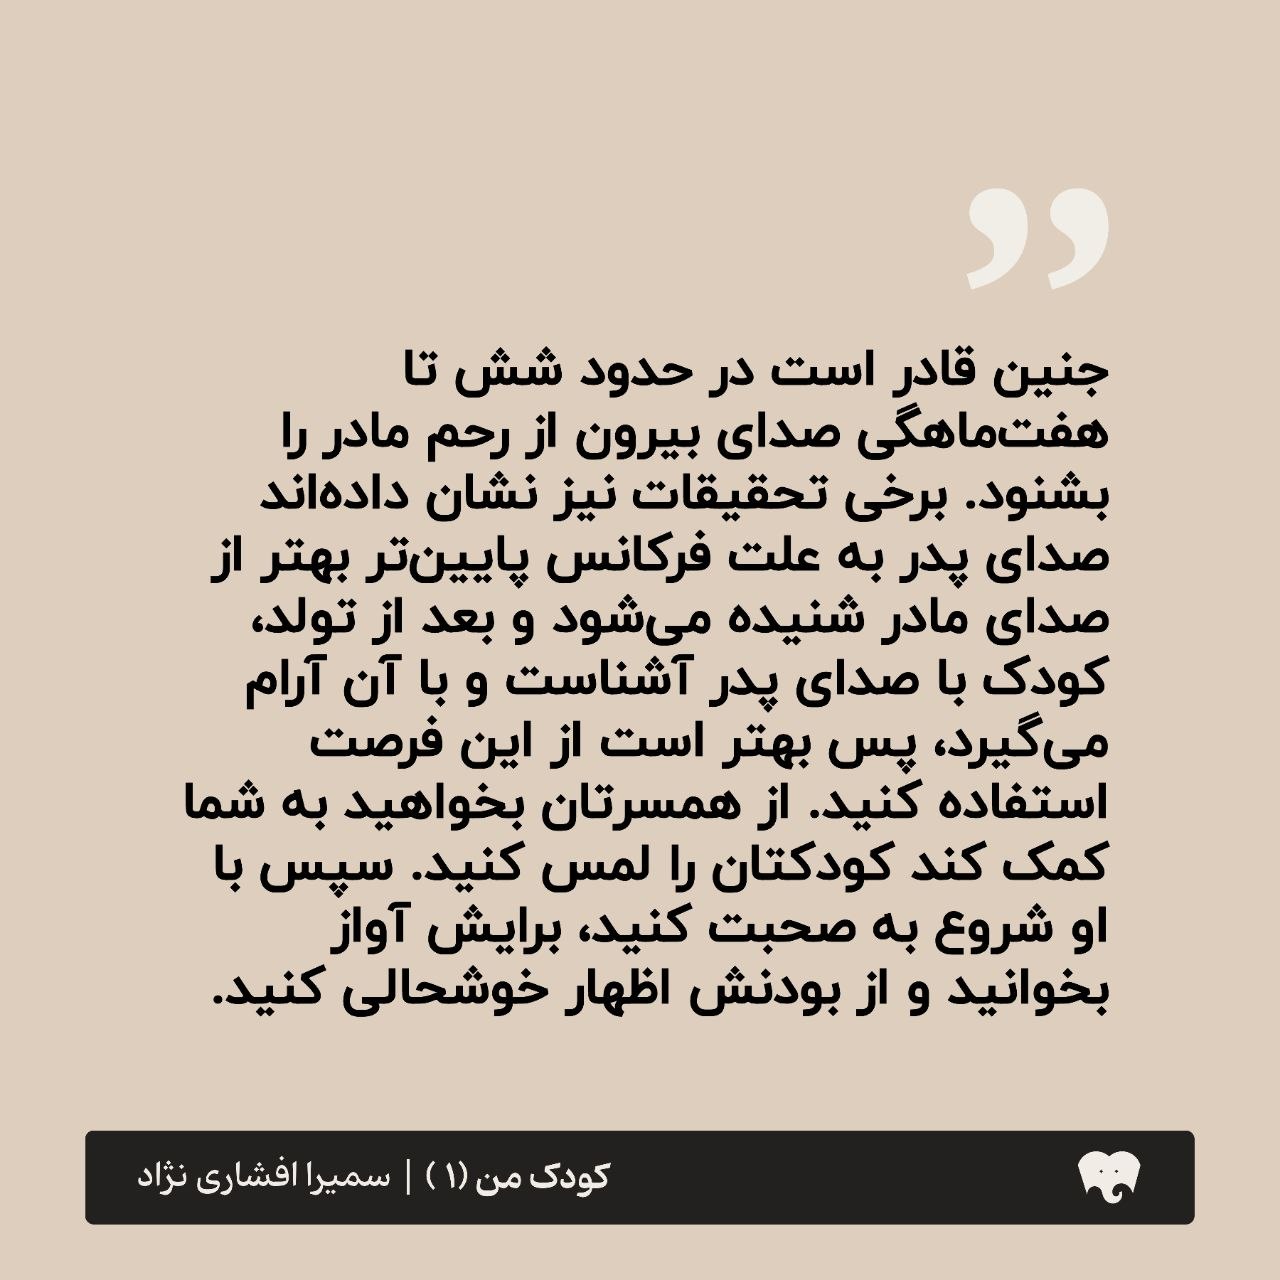 ”
جنین قادر است در حدود شش تا
هفت‌ماهگی صدای بیرون از رحم مادر را
بشنود. برخی تحقیقات نیز نشان داده‌اند
صدای پدر به علت فرکانس پایین‌تر بهتر از
صدای مادر شنیده می‌شود و بعد از تولد،
کودک با صدای پدر آشناست و با آن آرام
می‌گیرد، پس بهتر است از این فرصت
استفاده کنید. از همسرتان بخواهید به شما
کمک کند کودکتان را لمس کنید. سپس با
او شروع به صحبت کنید، برایش آواز
بخوانید و از بودنش اظهار خوشحالی کنید.
کودک من (۱) | سمیرا افشاری نژاد